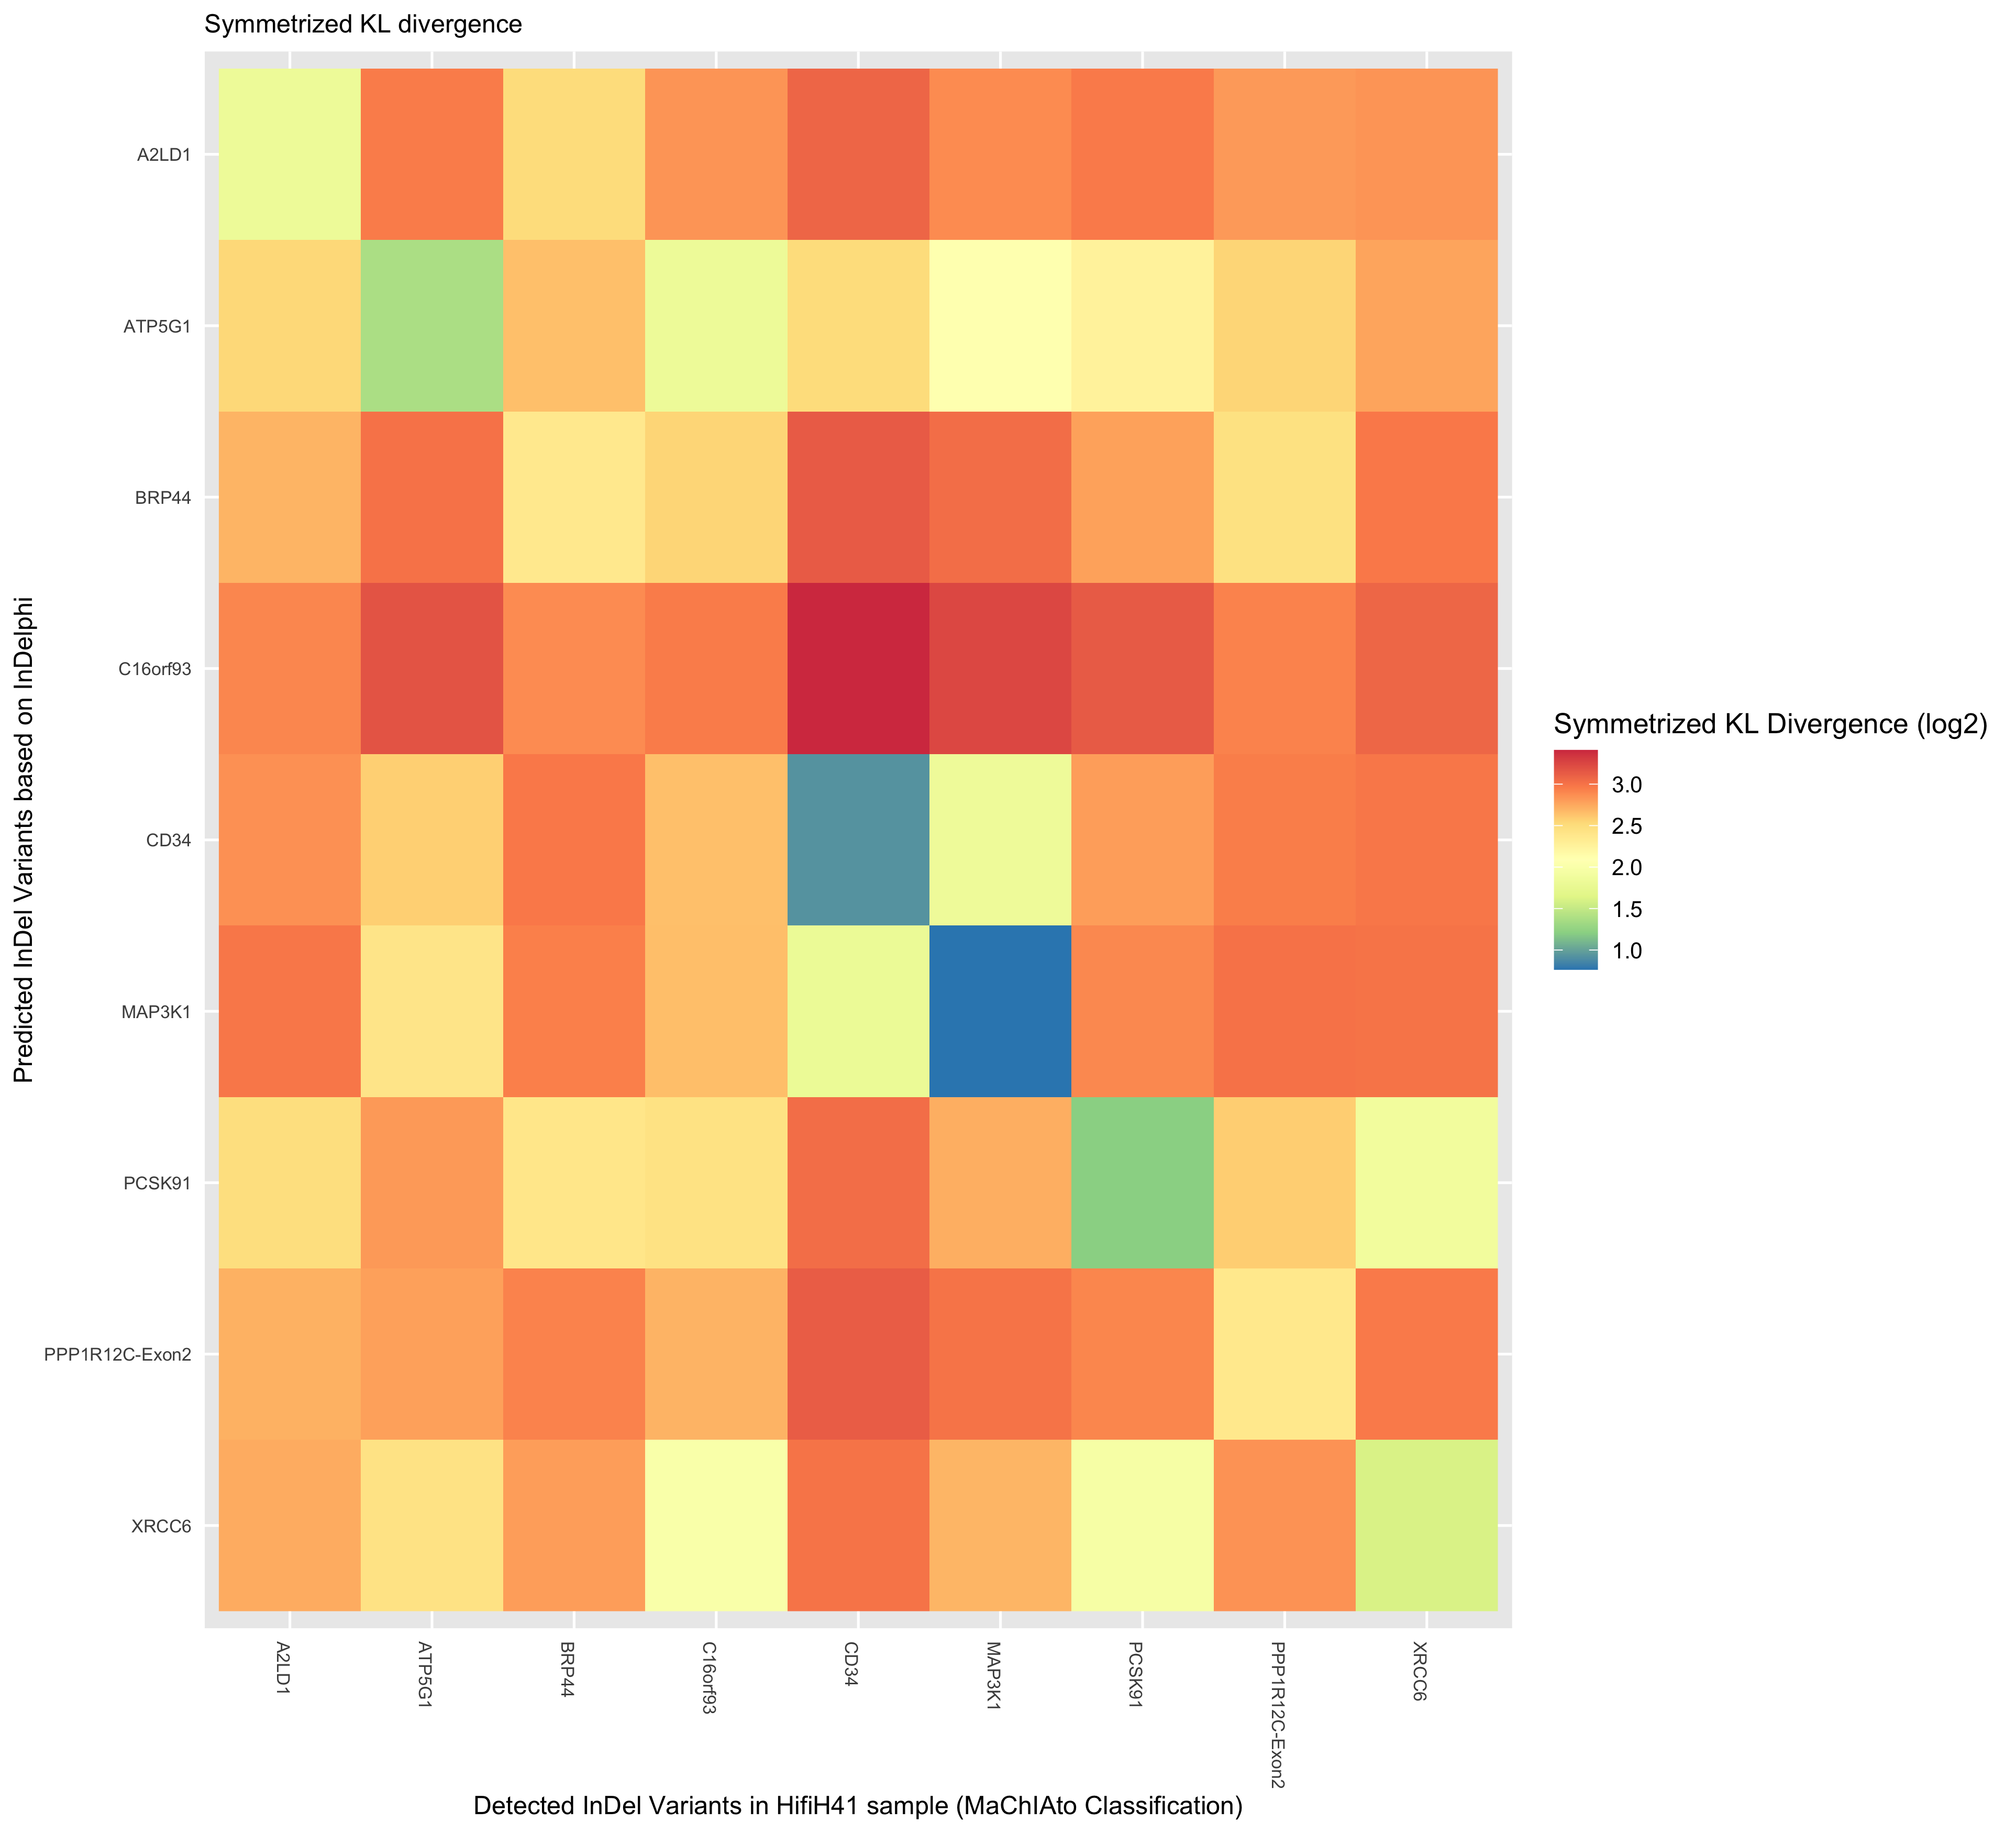 Symmetrized KL divergence
A2LD1
ATP5G1
BRP44
C16orf93
CD34
MAP3K1
PCSK91
PPP1R12C-Exon2
XRCC6
Predicted InDel Variants based on InDelphi
A2LD1
ATP5G1
BRP44
C16orf93
CD34
MAP3K1
PCSK91
PPP1R12C-Exon2
XRCC6
Detected InDel Variants in HifiH41 sample (MaChIAto Classification)
Symmetrized KL Divergence (log2)
3.0
2.5
2.0
1.5
1.0